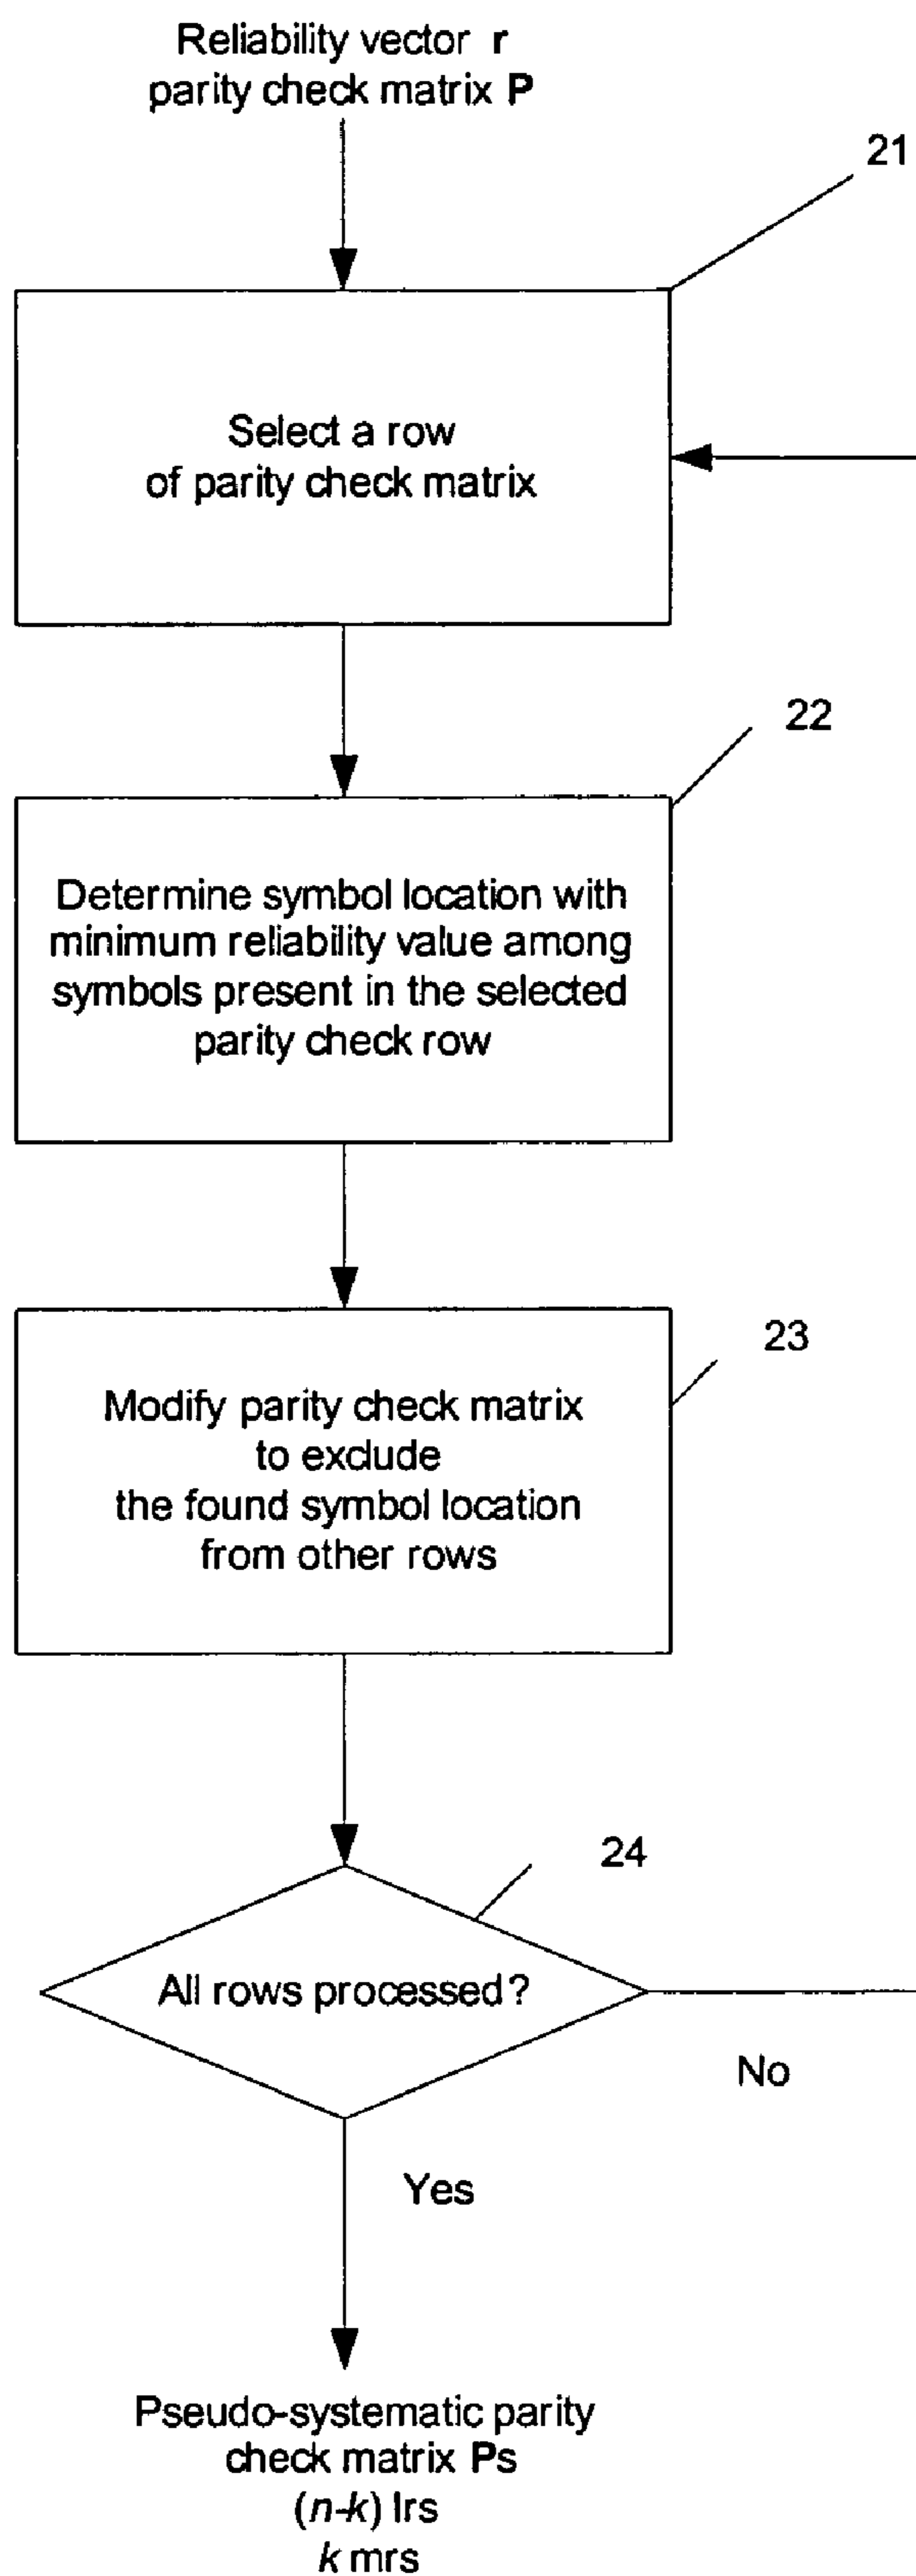 Reliability vector r
parity check matrix P
21
Select a row
of parity check matrix
22
Determine symbol location with
minimum reliability value among
symbols present in the selected
parity check row
23
Modify parity check matrix
to exclude
the found symbol location
from other rows
24
All rows processed?
No
Yes
Pseudo-systematic parity
check matrix Ps
(n-k) lrs
k mrs